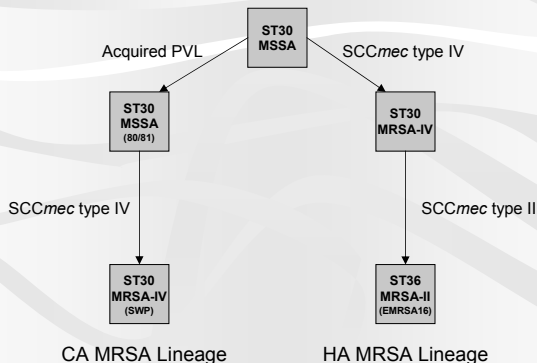 ST30
MSSA
Acquired PVL
SCCmec type IV
ST30
MSSA
(80/81)
ST30
MRSA-IV
SCCmec type IV
SCCmec type II
ST30
MRSA-IV
(SWP)
ST36
MRSA-II
(EMRSA16)
CA MRSA Lineage
HA MRSA Lineage